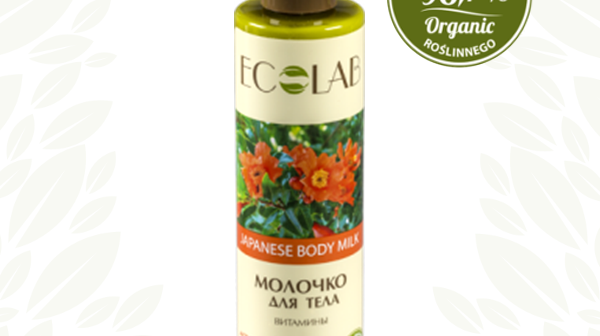 Organic
ROŚLINNEGO
ECOLAB
JAPANESE BODY MILK
МОЛОЧКО
ДЛЯ ТЕЛА
ВИТАМИНЫ